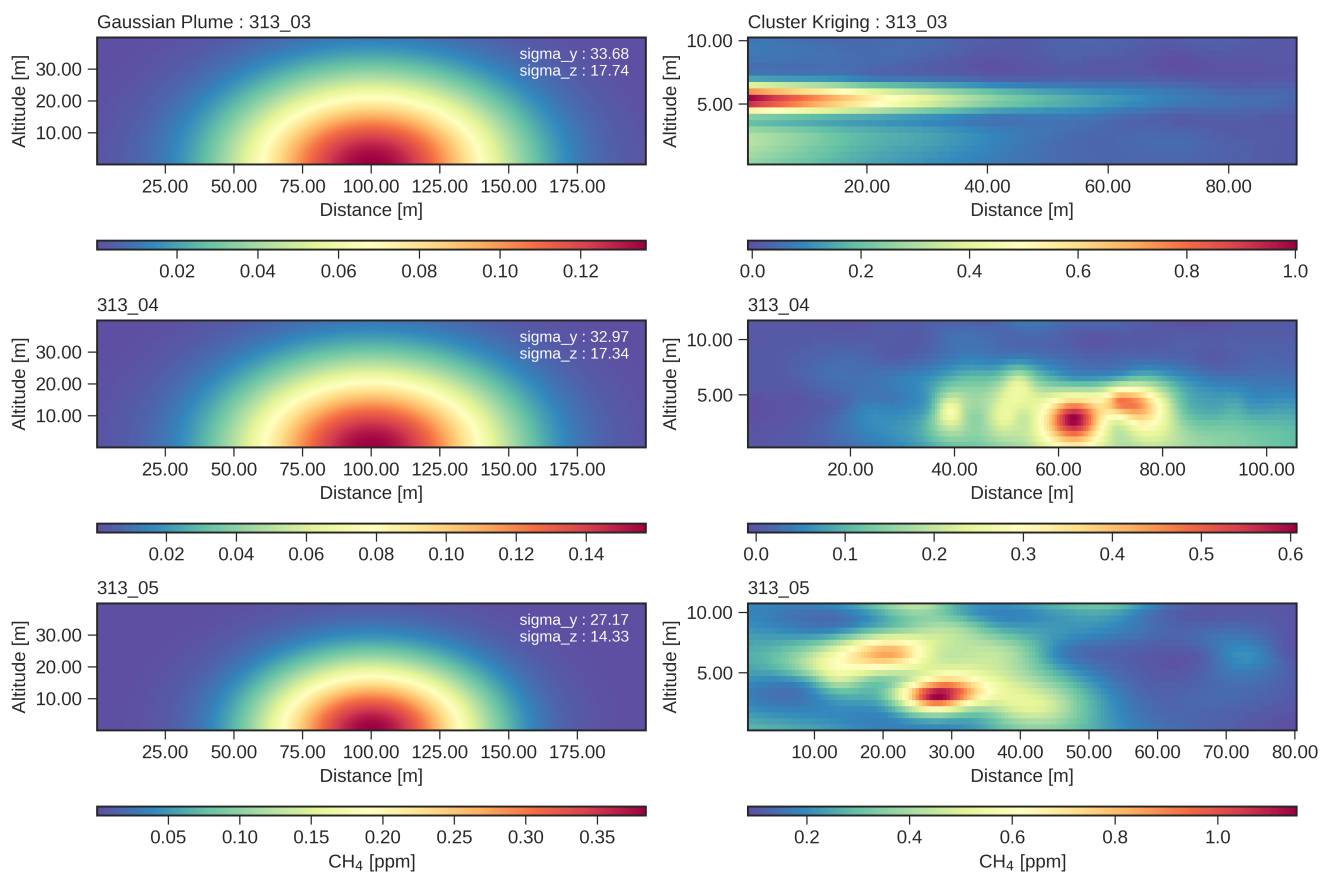 Gaussian Plume : 313_03
sigma_y : 33.68
sigma_z : 17.74
Altitude [m]
30.00
20.00
10.00
25.00 50.00 75.00 100.00 125.00 150.00 175.00
Distance [m]
0.02 0.04 0.06 0.08 0.10 0.12
Cluster Kriging : 313_03
Altitude [m]
10.00
5.00
20.00 40.00 60.00 80.00
Distance [m]
0.0 0.2 0.4 0.6 0.8 1.0
313_04
sigma_y : 32.97
sigma_z : 17.34
Altitude [m]
30.00
20.00
10.00
25.00 50.00 75.00 100.00 125.00 150.00 175.00
Distance [m]
0.02 0.04 0.06 0.08 0.10 0.12 0.14
313_04
Altitude [m]
10.00
5.00
20.00 40.00 60.00 80.00 100.00
Distance [m]
0.0 0.1 0.2 0.3 0.4 0.5 0.6
313_05
sigma_y : 27.17
sigma_z : 14.33
Altitude [m]
30.00
20.00
10.00
25.00 50.00 75.00 100.00 125.00 150.00 175.00
Distance [m]
0.05 0.10 0.15 0.20 0.25 0.30 0.35
CH₄ [ppm]
313_05
Altitude [m]
10.00
5.00
10.00 20.00 30.00 40.00 50.00 60.00 70.00 80.00
Distance [m]
0.2 0.4 0.6 0.8 1.0
CH₄ [ppm]